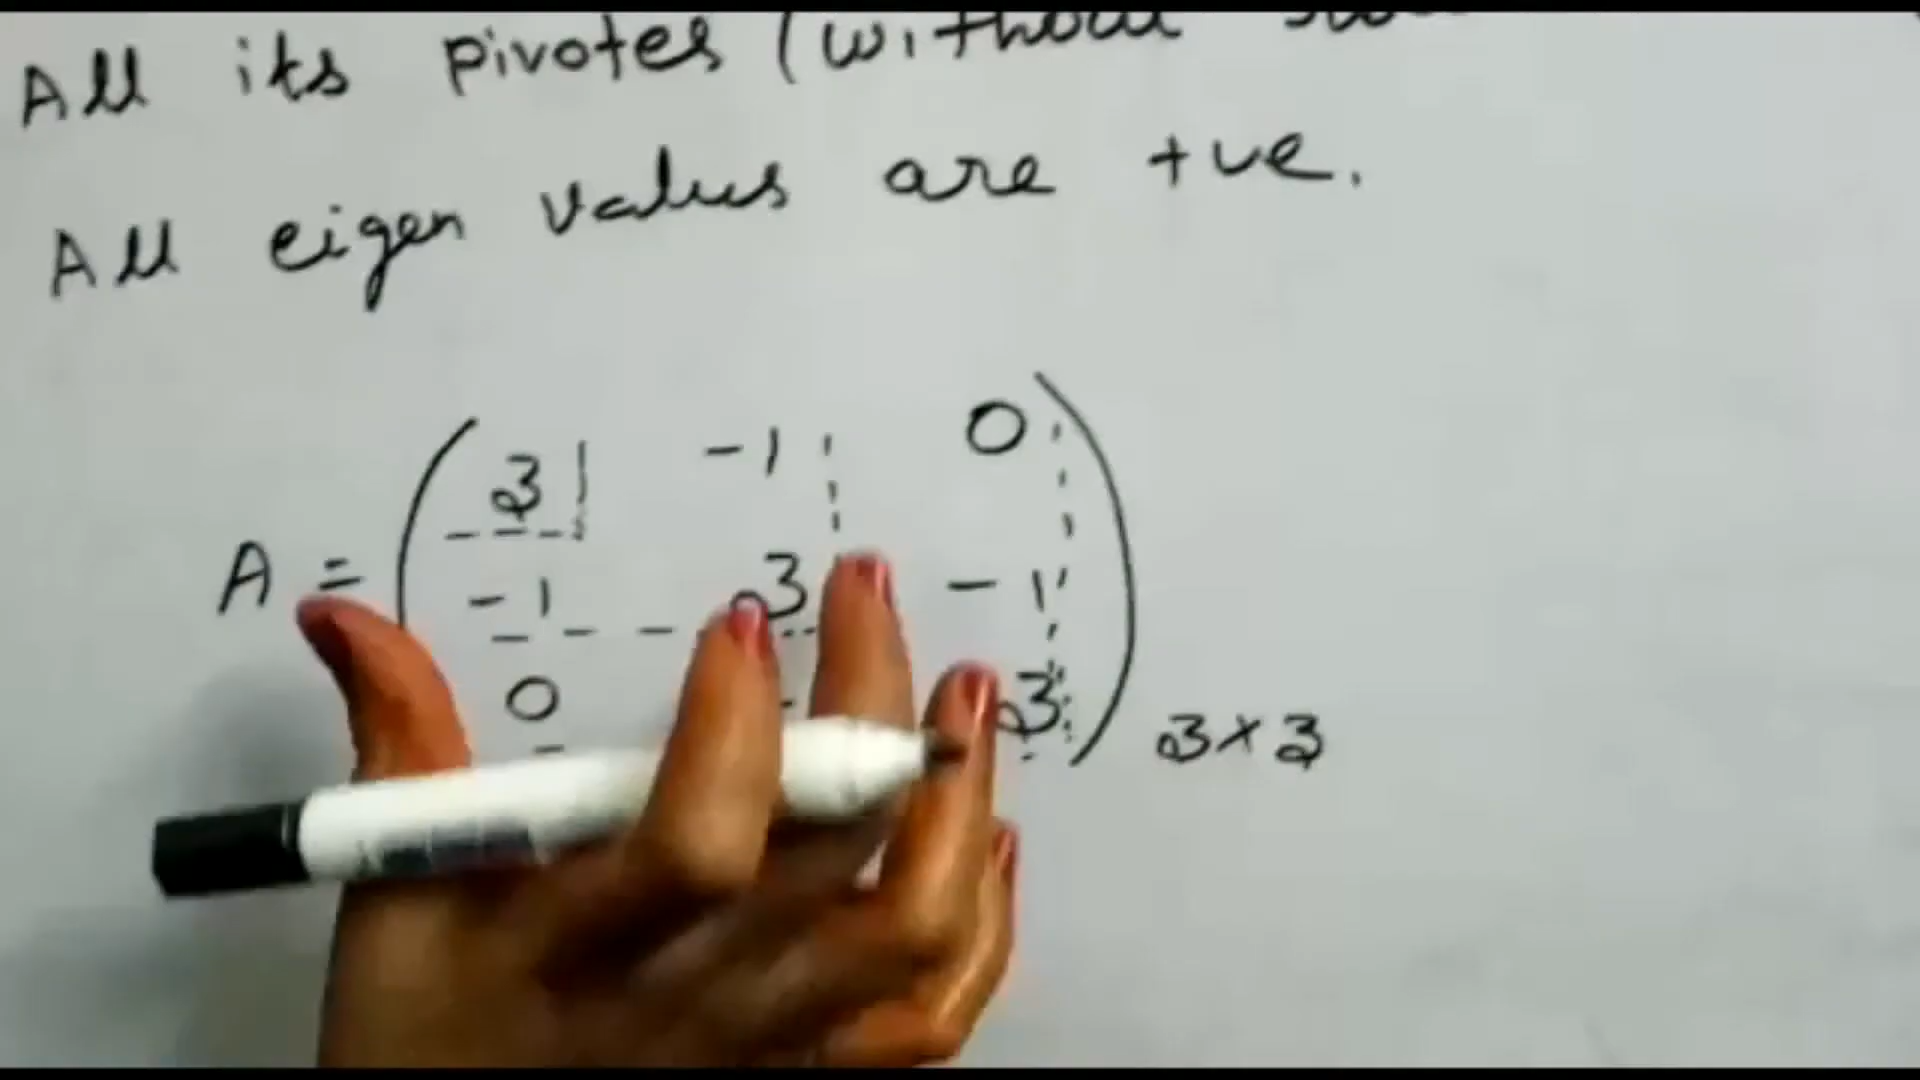 All its pivotes (without
All eigen values are +ve.
3 -1 0
A = -1 3 -1
0 3
3×3